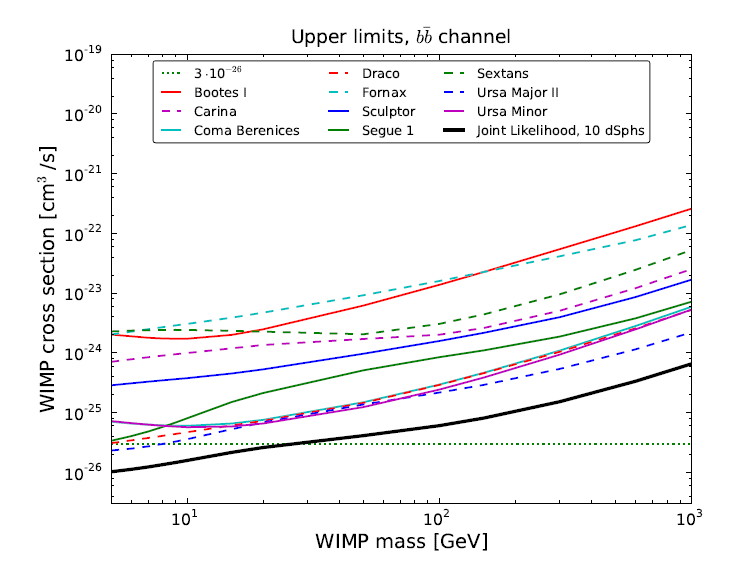 Upper limits, b b̄ channel
WIMP cross section [cm³ /s]
10⁻¹⁹
10⁻²⁰
10⁻²¹
10⁻²²
10⁻²³
10⁻²⁴
10⁻²⁵
10⁻²⁶
3 ·10⁻²⁶
Bootes I
Carina
Coma Berenices
Draco
Fornax
Sculptor
Segue 1
Sextans
Ursa Major II
Ursa Minor
Joint Likelihood, 10 dSphs
10¹
10²
10³
WIMP mass [GeV]